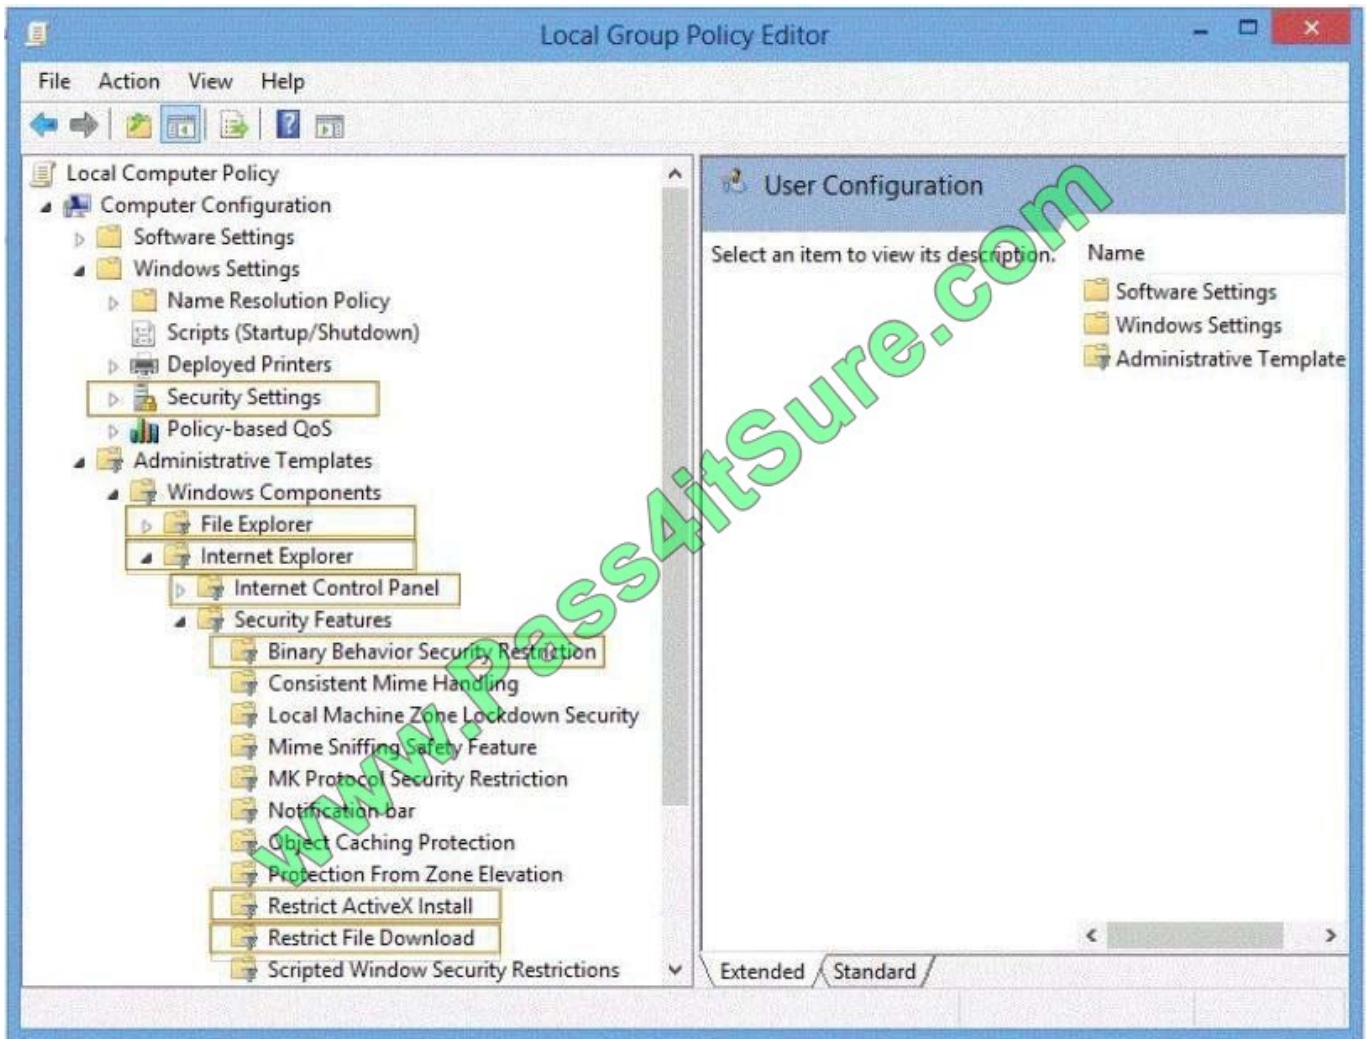 Local Group Policy Editor
File Action View Help
Local Computer Policy
Computer Configuration
Software Settings
Windows Settings
Name Resolution Policy
Scripts (Startup/Shutdown)
Deployed Printers
Security Settings
Policy-based QoS
Administrative Templates
Windows Components
File Explorer
Internet Explorer
Internet Control Panel
Security Features
Binary Behavior Security Restriction
Consistent Mime Handling
Local Machine Zone Lockdown Security
Mime Sniffing Safety Feature
MK Protocol Security Restriction
Notification bar
Object Caching Protection
Protection From Zone Elevation
Restrict ActiveX Install
Restrict File Download
Scripted Window Security Restrictions
User Configuration
Select an item to view its description.
Name
Software Settings
Windows Settings
Administrative Template
Extended Standard
www.Pass4itSure.com